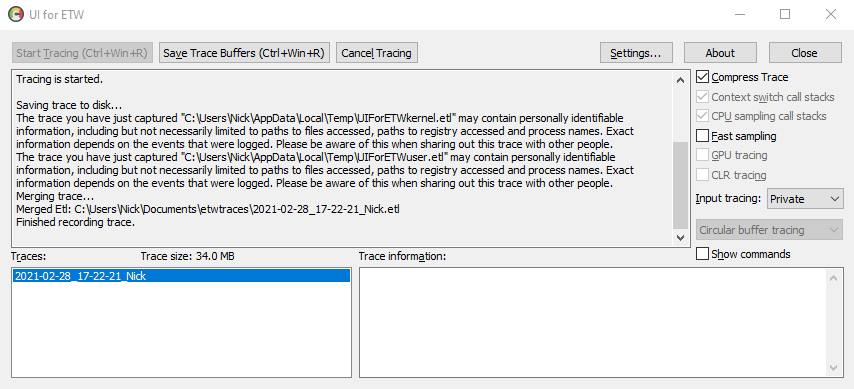 UI for ETW
Start Tracing (Ctrl+Win+R)
Save Trace Buffers (Ctrl+Win+R)
Cancel Tracing
Settings...
About
Close
Tracing is started.
Saving trace to disk...
The trace you have just captured "C:\Users\Nick\AppData\Local\Temp\UIForETWkernel.etl" may contain personally identifiable
information, including but not necessarily limited to paths to files accessed, paths to registry accessed and process names. Exact
information depends on the events that were logged. Please be aware of this when sharing out this trace with other people.
The trace you have just captured "C:\Users\Nick\AppData\Local\Temp\UIForETWuser.etl" may contain personally identifiable
information, including but not necessarily limited to paths to files accessed, paths to registry accessed and process names. Exact
information depends on the events that were logged. Please be aware of this when sharing out this trace with other people.
Merging trace...
Merged Etl: C:\Users\Nick\Documents\etwtraces\2021-02-28_17-22-21_Nick.etl
Finished recording trace.
Compress Trace
Context switch call stacks
CPU sampling call stacks
Fast sampling
GPU tracing
CLR tracing
Input tracing: Private
Circular buffer tracing
Show commands
Traces:
Trace size: 34.0 MB
Trace information:
2021-02-28_17-22-21_Nick